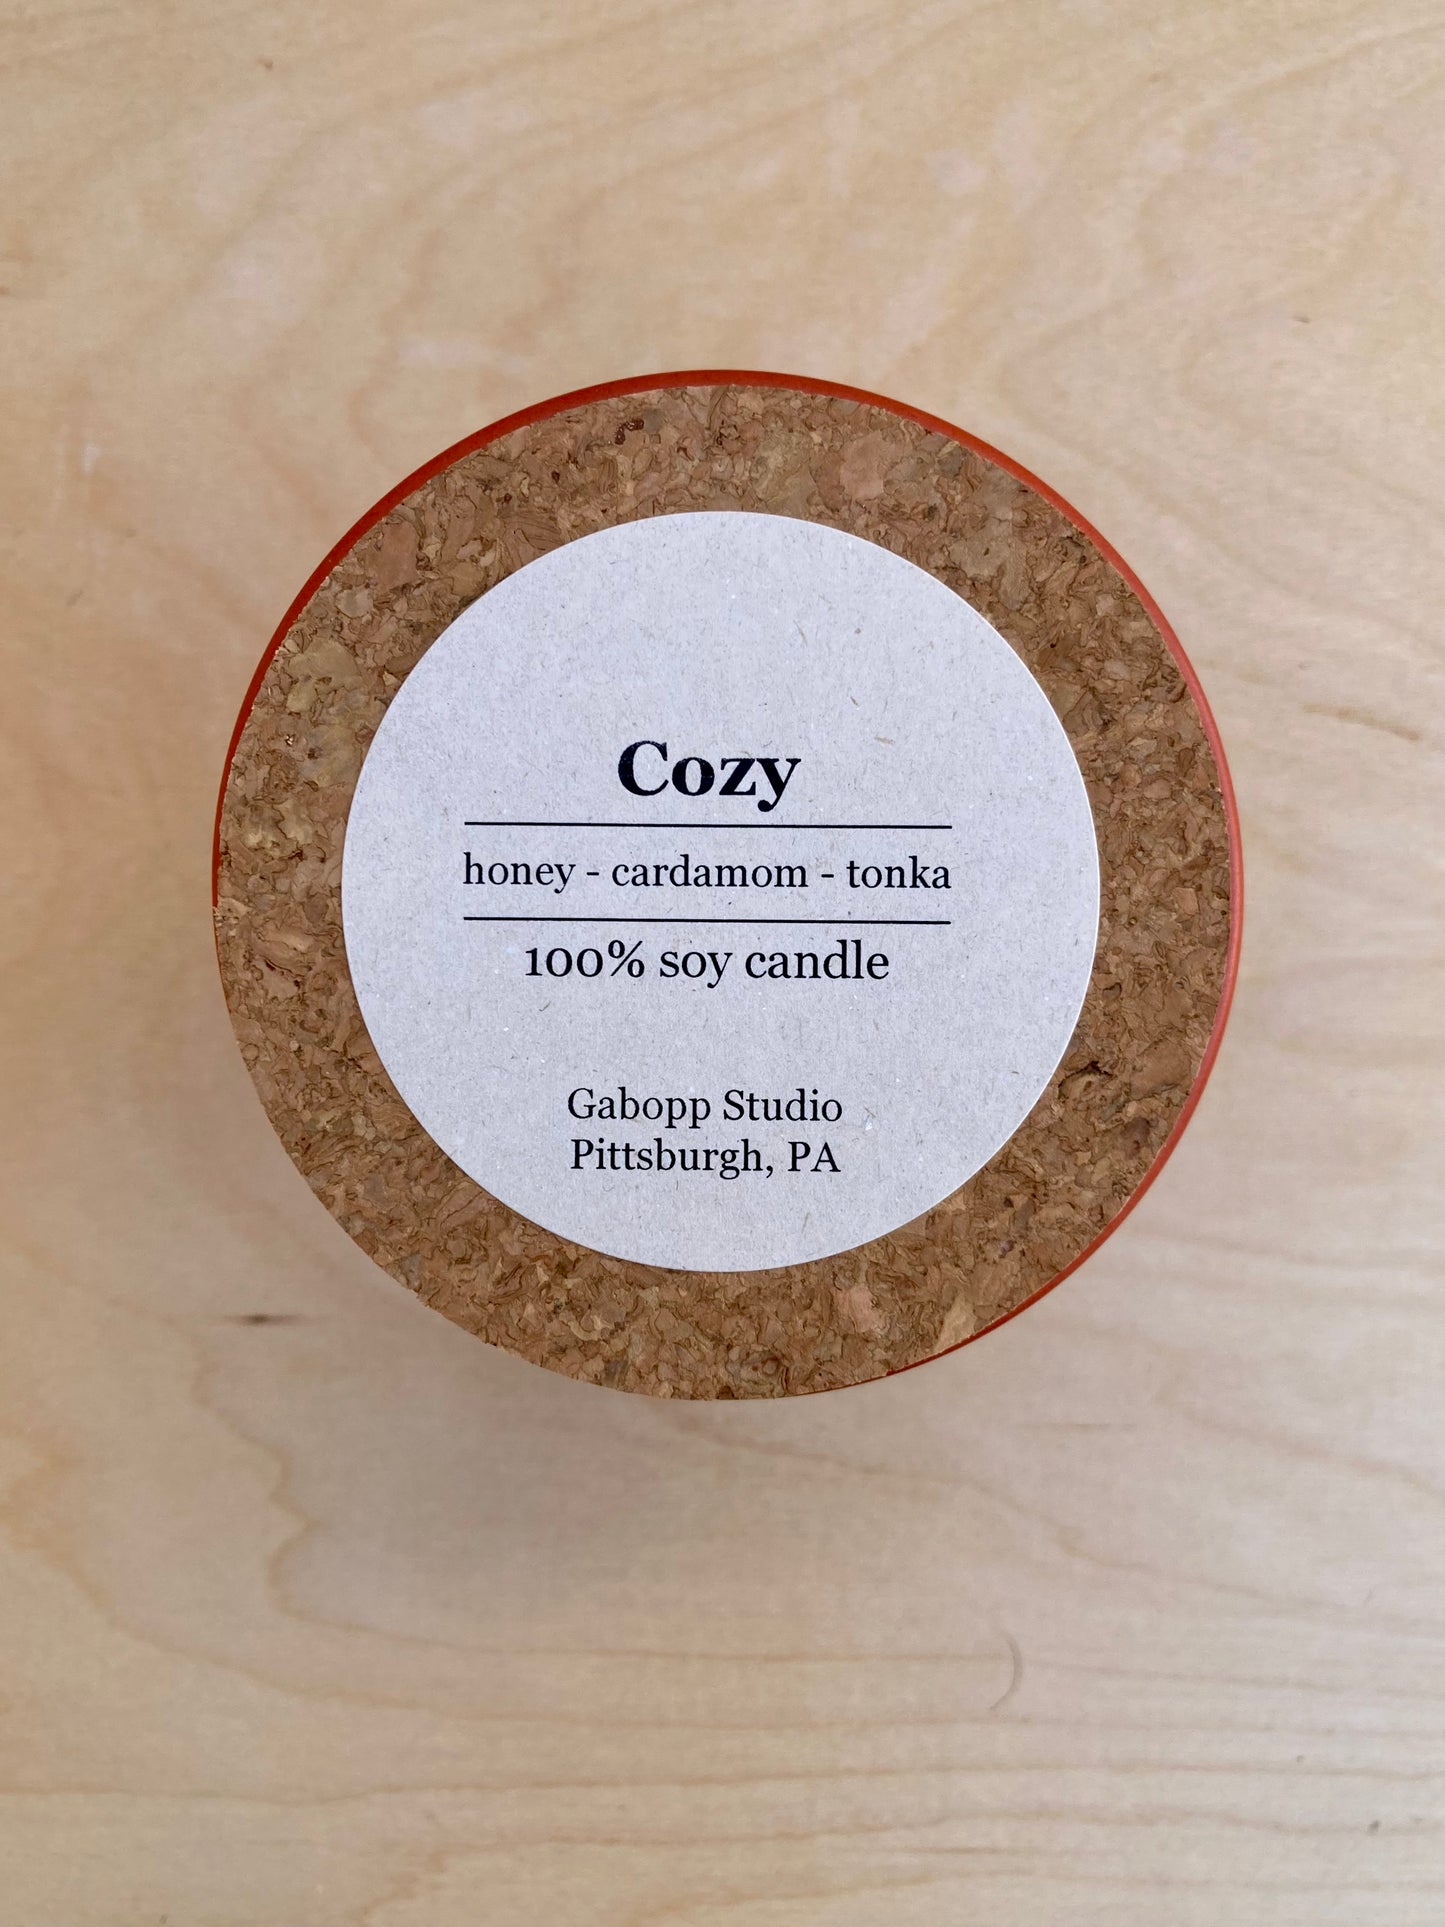 Cozy
honey - cardamom - tonka
100% soy candle
Gabopp Studio
Pittsburgh, PA